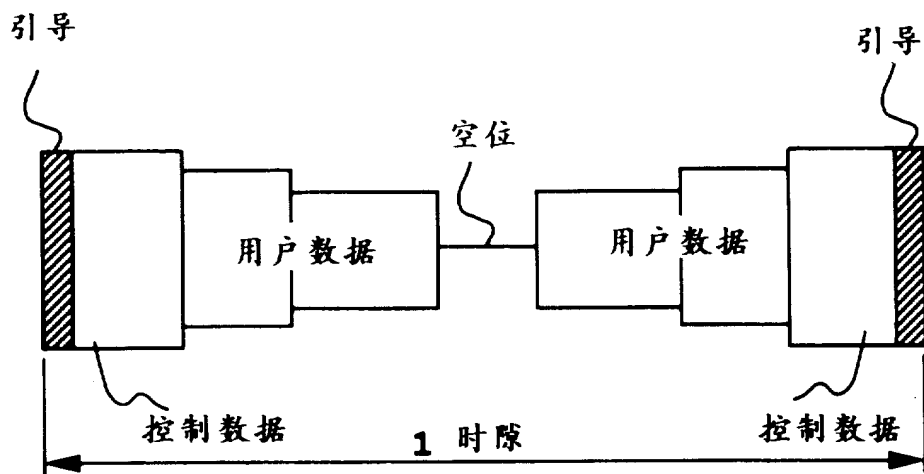 引导
引导
空位
用户数据
用户数据
控制数据
控制数据
1 时隙